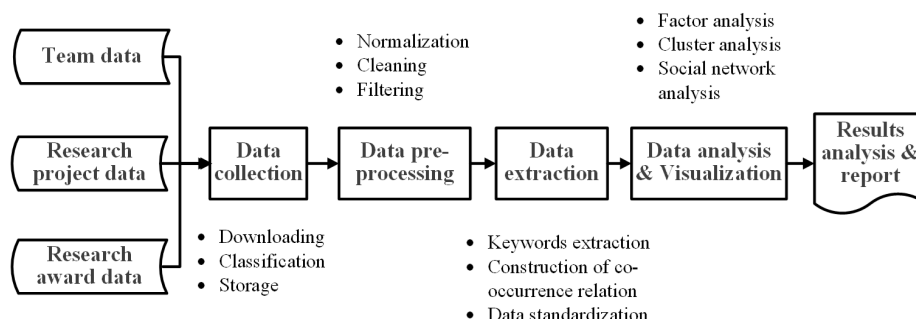 Team data
Research
project data
Research
award data
Data
collection
• Downloading
• Classification
• Storage
• Normalization
• Cleaning
• Filtering
Data pre-
processing
Data
extraction
• Keywords extraction
• Construction of co-
occurrence relation
• Data standardization
• Factor analysis
• Cluster analysis
• Social network
analysis
Data analysis
& Visualization
Results
analysis &
report